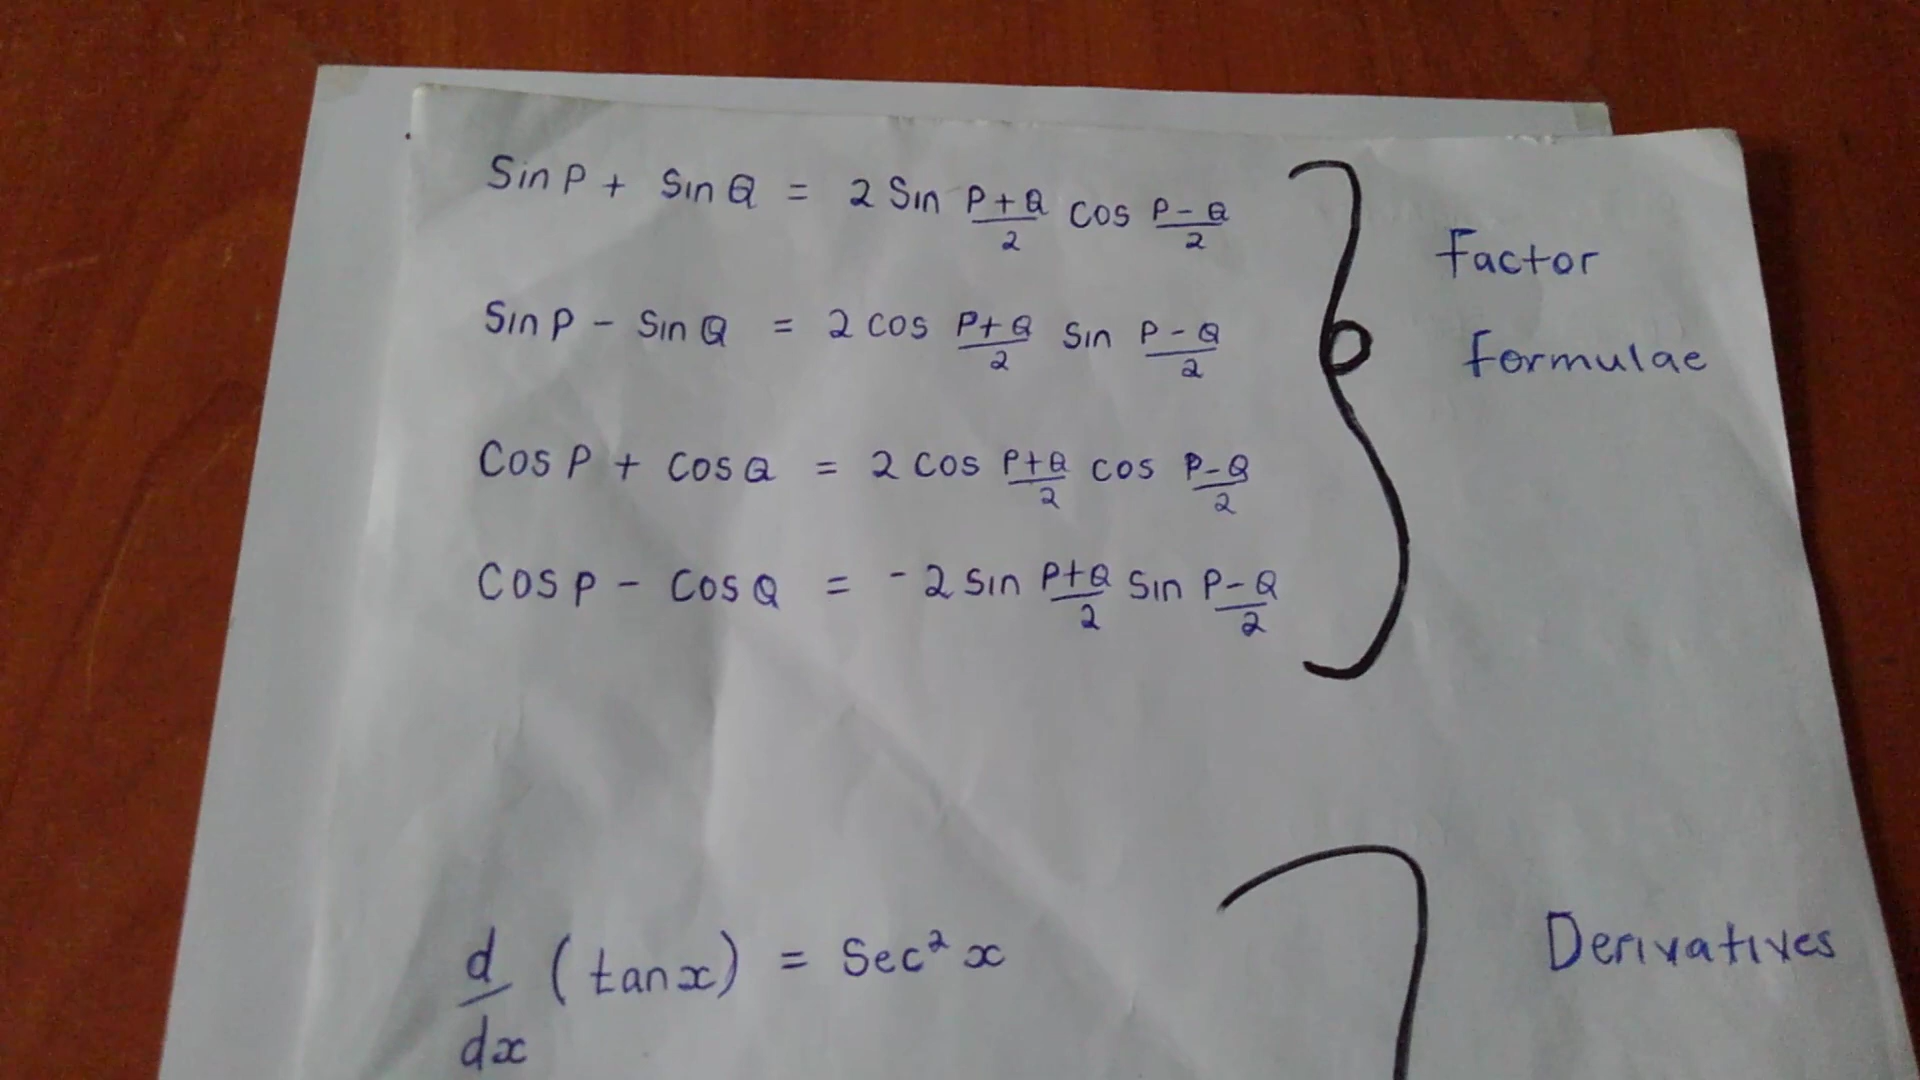 Sin P + Sin Q = 2 Sin P+Q/2 cos P-Q/2
Factor
Sin P - Sin Q = 2 cos P+Q/2 Sin P-Q/2
formulae
Cos P + Cos Q = 2 cos P+Q/2 cos P-Q/2
Cos P - Cos Q = -2 sin P+Q/2 Sin P-Q/2
Derivatives
d/dx (tan x) = Sec² x